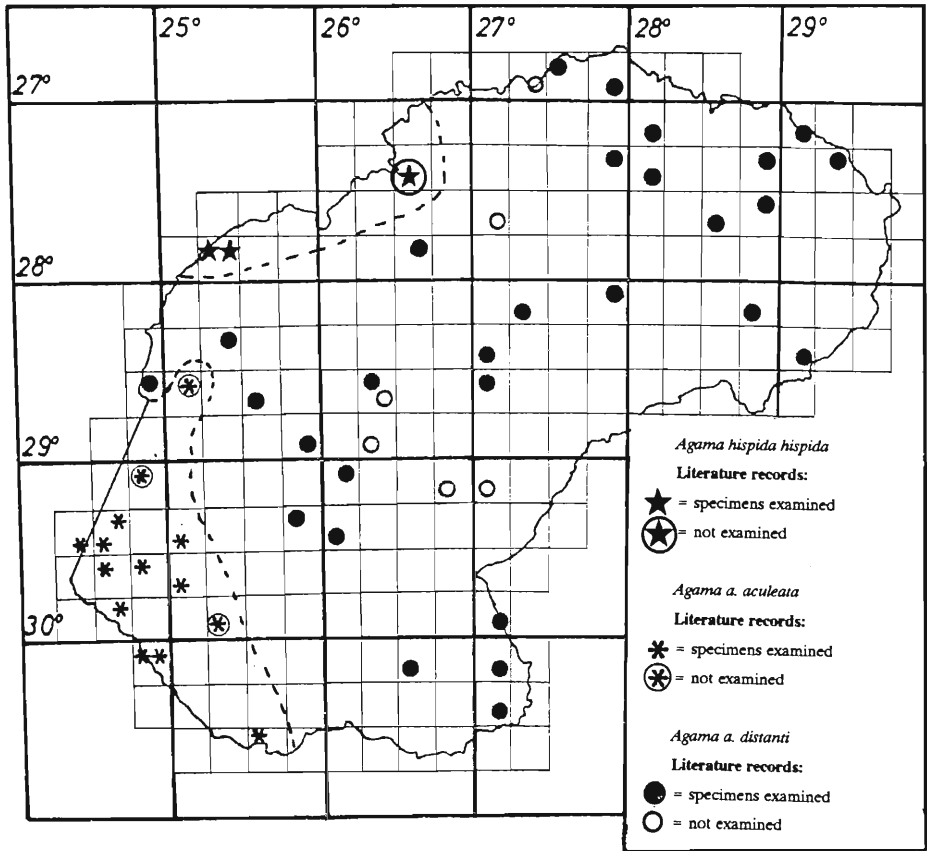 25° 26° 27° 28° 29°
27°
28°
29°
30°
Agama hispida hispida
Literature records:
= specimens examined
= not examined
Agama a. aculeata
Literature records:
= specimens examined
= not examined
Agama a. distanti
Literature records:
= specimens examined
= not examined